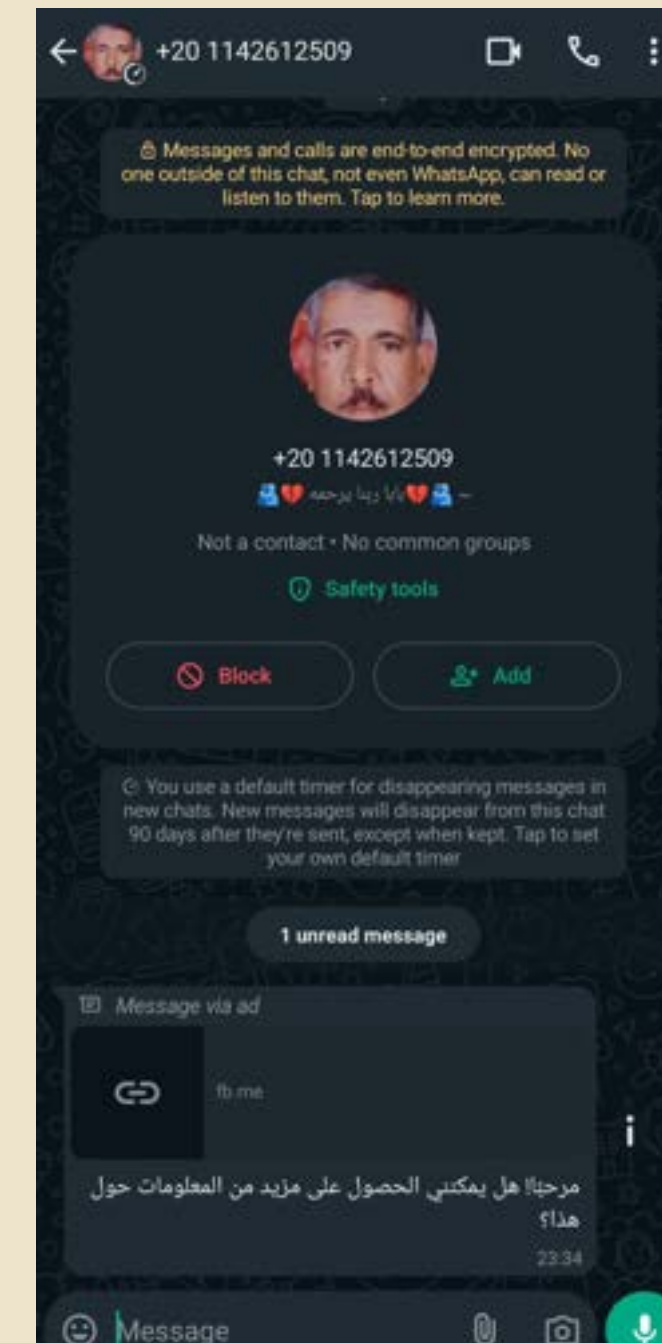 +20 1142612509
Messages and calls are end-to-end encrypted. No
one outside of this chat, not even WhatsApp, can read or
listen to them. Tap to learn more.
+20 1142612509
~ 🫂💔بابا ربنا يرحمه 💔🫂
Not a contact • No common groups
Safety tools
Block
Add
You use a default timer for disappearing messages in
new chats. New messages will disappear from this chat
90 days after they're sent, except when kept. Tap to set
your own default timer
1 unread message
Message via ad
fb.me
مرحبًا! هل يمكنني الحصول على مزيد من المعلومات حول
هذا؟
23:34
Message